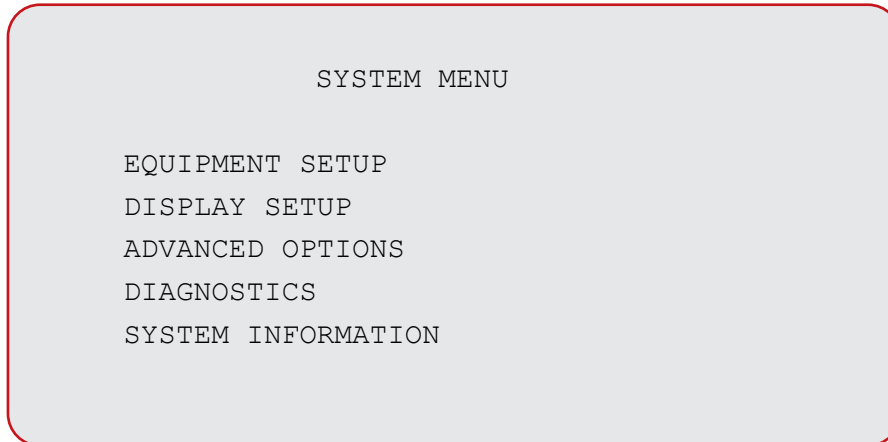 SYSTEM MENU
EQUIPMENT SETUP
DISPLAY SETUP
ADVANCED OPTIONS
DIAGNOSTICS
SYSTEM INFORMATION